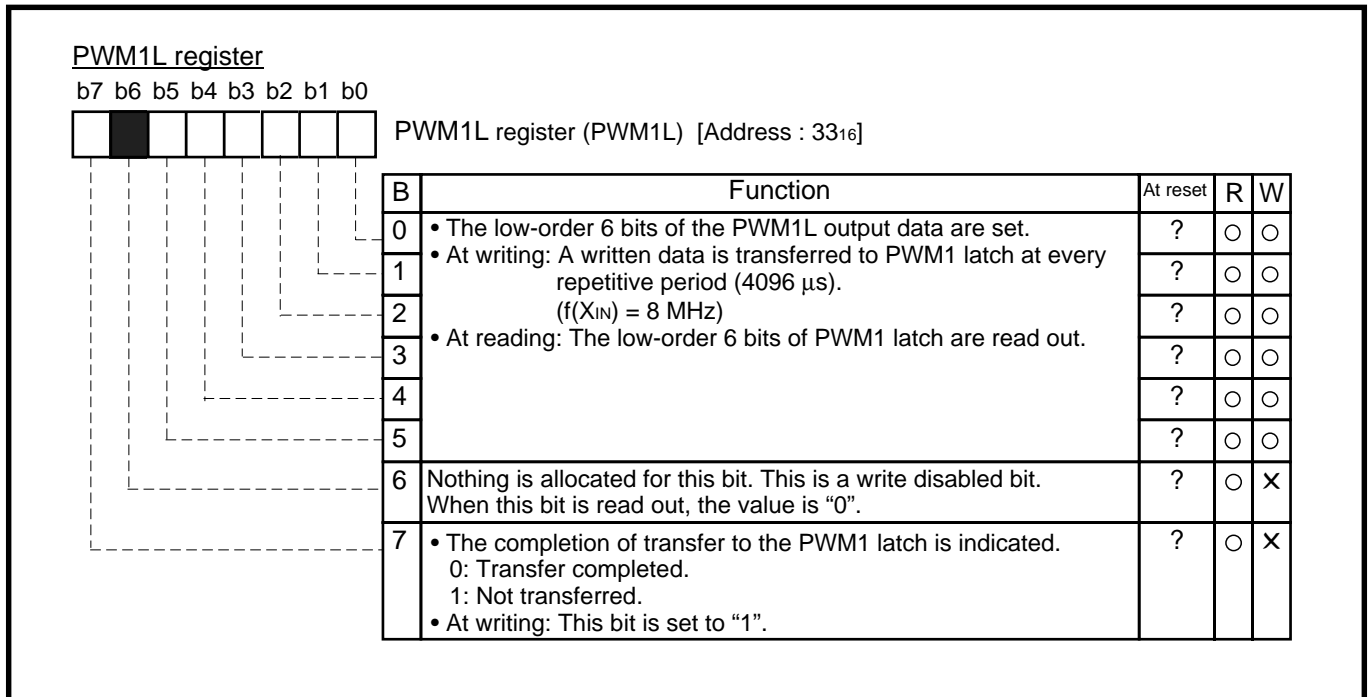 PWM1L register
b7 b6 b5 b4 b3 b2 b1 b0
PWM1L register (PWM1L) [Address : 33₁₆]
B Function At reset R W
0 • The low-order 6 bits of the PWM1L output data are set. ? ○ ○
• At writing: A written data is transferred to PWM1 latch at every
1 repetitive period (4096 μs). ? ○ ○
2 (f(XIN) = 8 MHz) ? ○ ○
• At reading: The low-order 6 bits of PWM1 latch are read out.
3 ? ○ ○
4 ? ○ ○
5 ? ○ ○
6 Nothing is allocated for this bit. This is a write disabled bit. ? ○ ×
When this bit is read out, the value is “0”.
7 • The completion of transfer to the PWM1 latch is indicated. ? ○ ×
0: Transfer completed.
1: Not transferred.
• At writing: This bit is set to “1”.